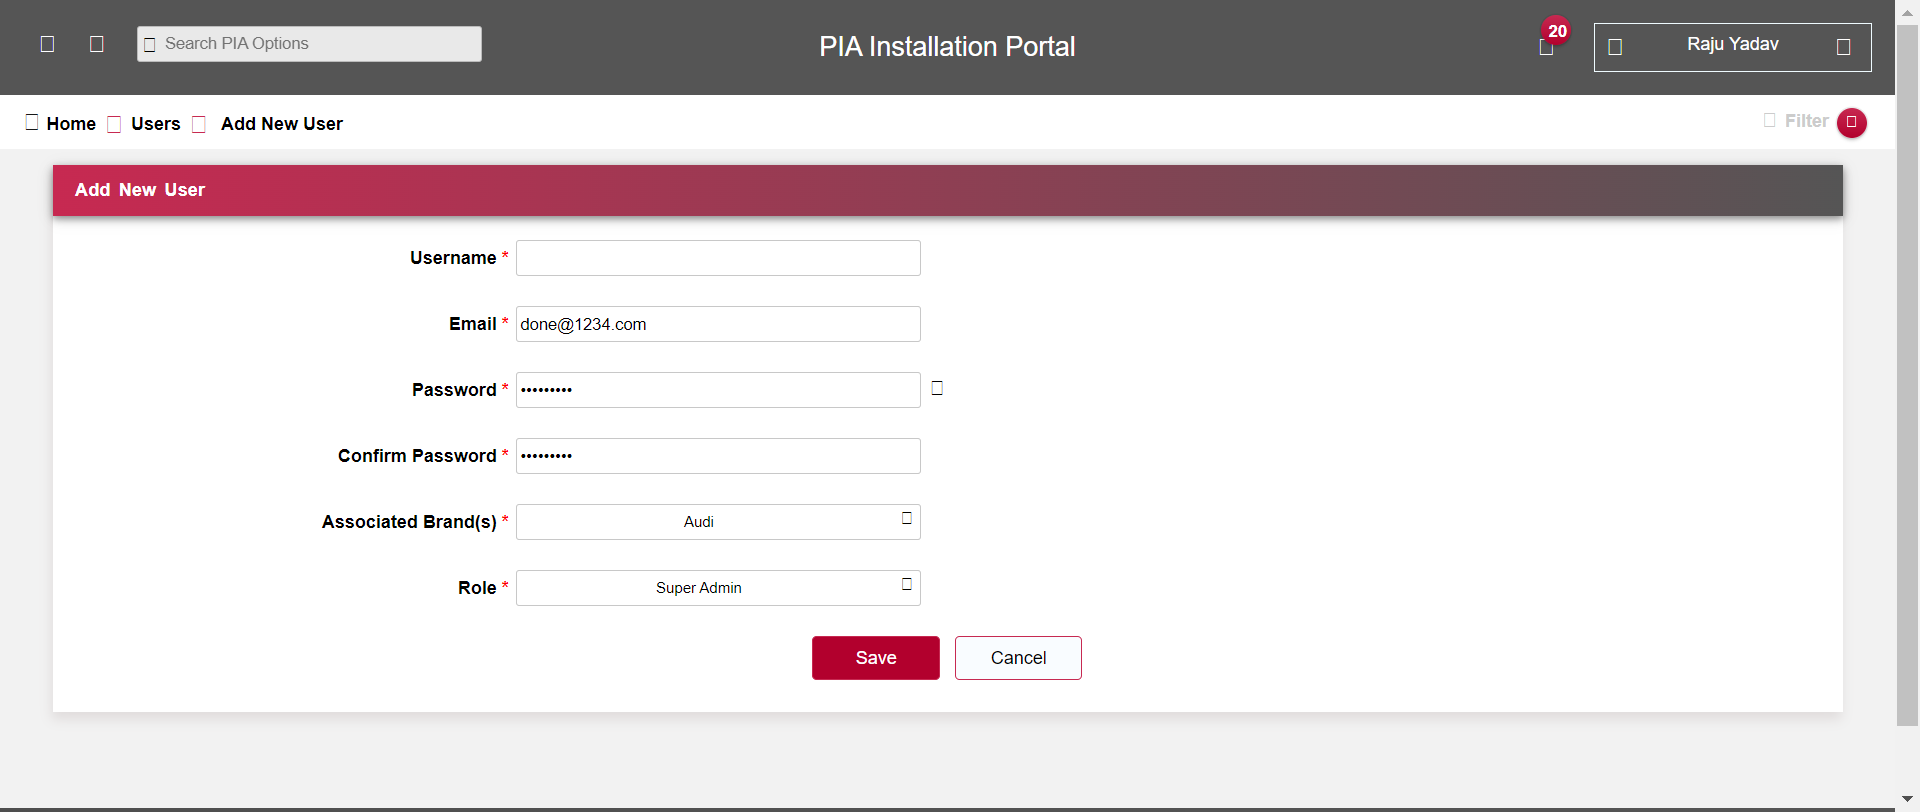 Search PIA Options
PIA Installation Portal
20
Raju Yadav
Home Users Add New User
Filter
Add New User
Username *
Email * done@1234.com
Password * •••••••••
Confirm Password * •••••••••
Associated Brand(s) * Audi
Role * Super Admin
Save Cancel